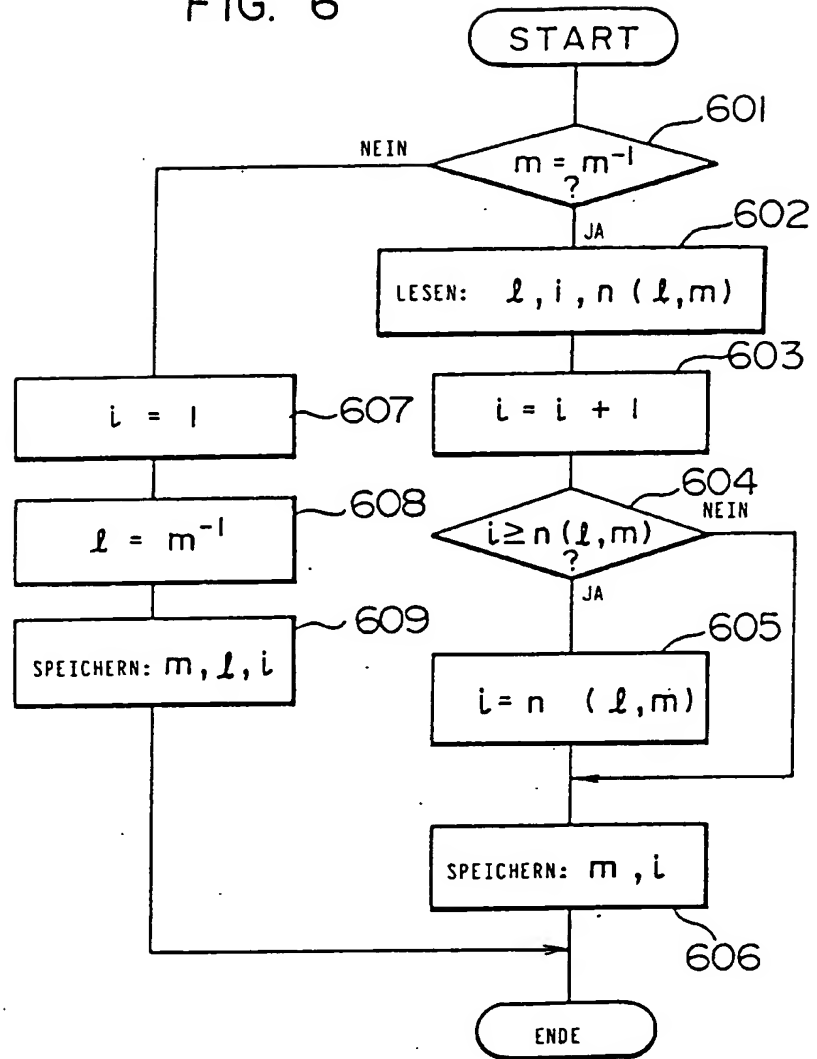 FIG. 6
START
601
m = m⁻¹
?
NEIN
JA
602
LESEN: ℓ, i, n (ℓ,m)
603
i = i + 1
604
i ≥ n (ℓ,m)
?
NEIN
JA
605
i = n (ℓ,m)
SPEICHERN: m, i
606
i = 1
607
ℓ = m⁻¹
608
609
SPEICHERN: m, ℓ, i
ENDE